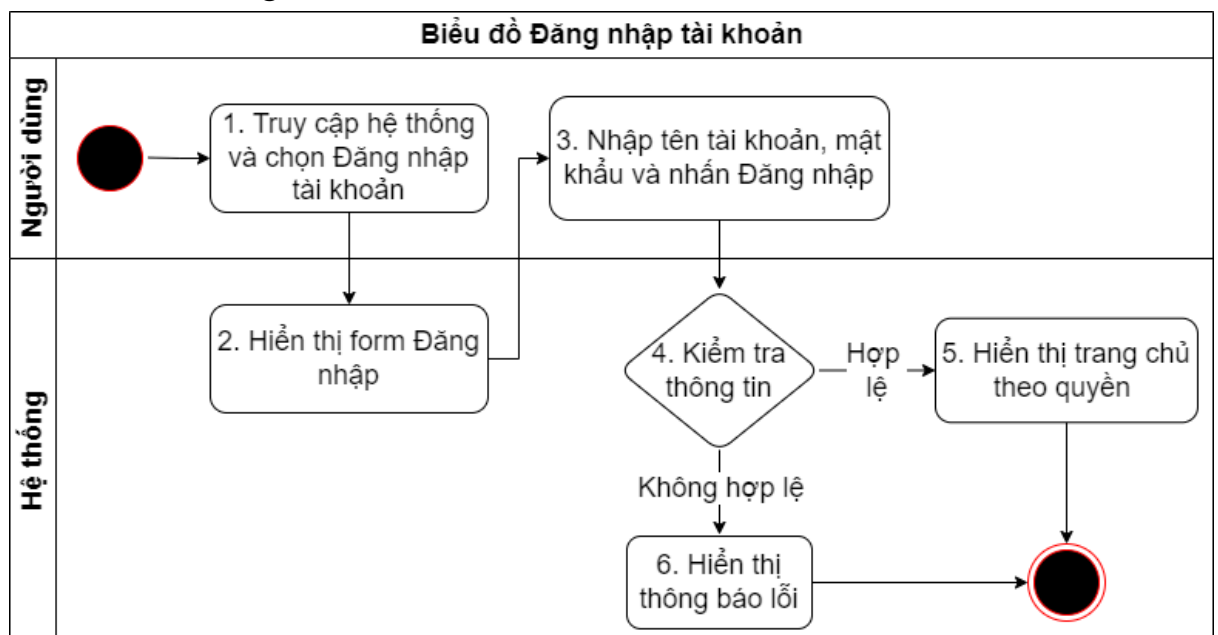 Biểu đồ Đăng nhập tài khoản
Người dùng
1. Truy cập hệ thống
và chọn Đăng nhập
tài khoản
3. Nhập tên tài khoản, mật
khẩu và nhấn Đăng nhập
Hệ thống
2. Hiển thị form Đăng
nhập
4. Kiểm tra
thông tin
Hợp
lệ
5. Hiển thị trang chủ
theo quyền
Không hợp lệ
6. Hiển thị
thông báo lỗi